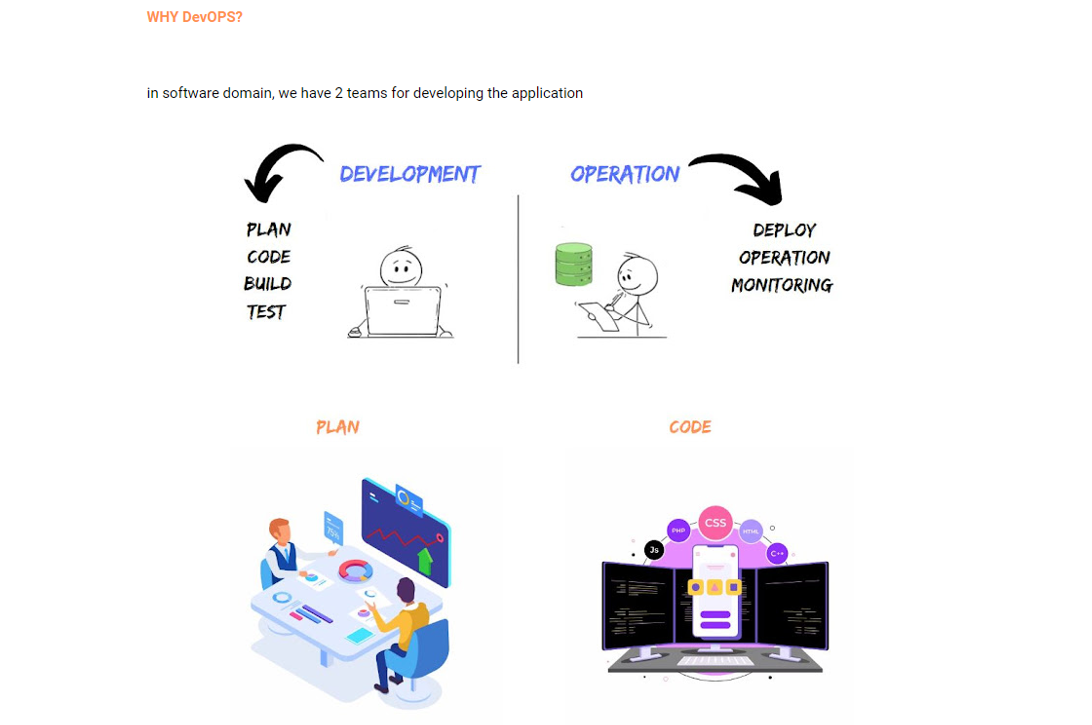 WHY DevOPS?
in software domain, we have 2 teams for developing the application
DEVELOPMENT
OPERATION
PLAN
CODE
BUILD
TEST
DEPLOY
OPERATION
MONITORING
PLAN
CODE
75%
Js
PHP
CSS
HTML
C++